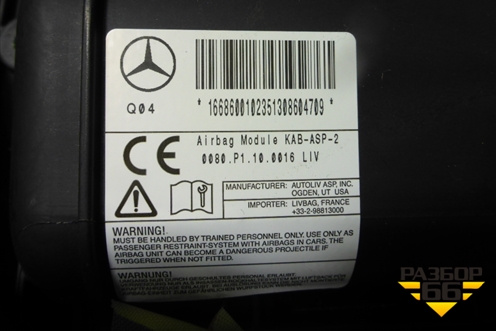 Q04
*1668600102351308604709*
Airbag Module KAB-ASP-2
0080.P1.10.0016 LIV
CE
MANUFACTURER: AUTOLIV ASP, INC.
OGDEN, UT USA
IMPORTER: LIVBAG, FRANCE
+33-2-98813000
WARNING!
MUST BE HANDLED BY TRAINED PERSONNEL ONLY. USE ONLY AS
PASSENGER RESTRAINT-SYSTEM WITH AIRBAGS IN CARS. THE
AIRBAG UNIT CAN BECOME A DANGEROUS PROJECTILE IF
TRIGGERED WHEN NOT FITTED.
WARNUNG!
РАЗБОР
66